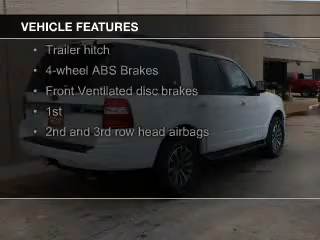 VEHICLE FEATURES
• Trailer hitch
• 4-wheel ABS Brakes
• Front Ventilated disc brakes
• 1st
• 2nd and 3rd row head airbags